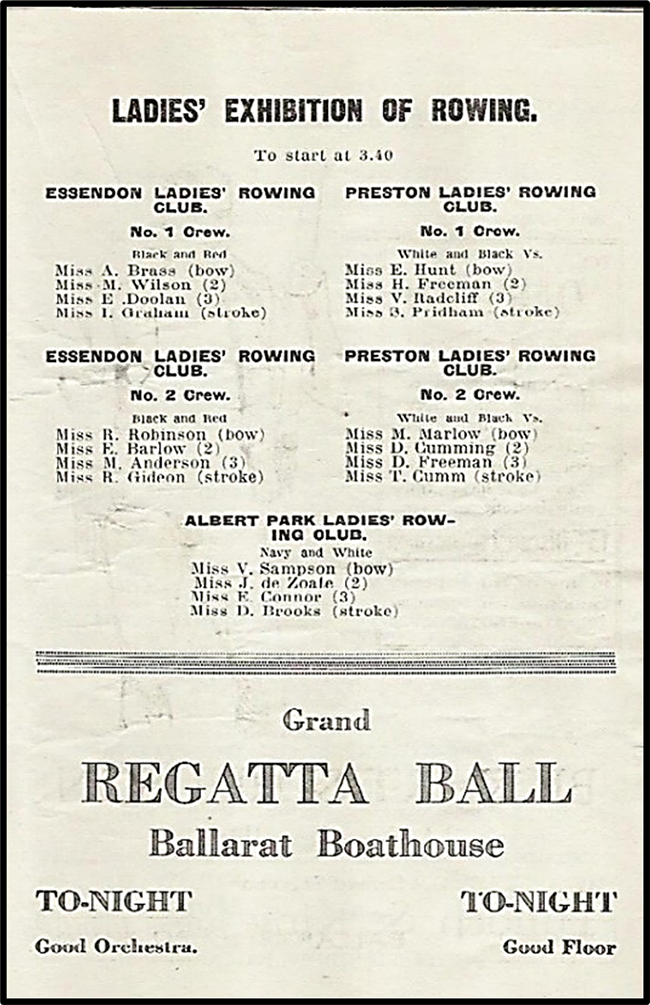 LADIES' EXHIBITION OF ROWING.
To start at 3.40
ESSENDON LADIES' ROWING
CLUB.
No. 1 Crew.
Black and Red
Miss A. Brass (bow)
Miss M. Wilson (2)
Miss E .Doolan (3)
Miss I. Graham (stroke)
PRESTON LADIES' ROWING
CLUB.
No. 1 Crew.
White and Black Vs.
Miss E. Hunt (bow)
Miss H. Freeman (2)
Miss V. Radcliff (3)
Miss Pridham (stroke)
ESSENDON LADIES' ROWING
CLUB.
No. 2 Crew.
Black and Red
Miss R. Robinson (bow)
Miss E. Barlow (2)
Miss M. Anderson (3)
Miss R. Gideon (stroke)
PRESTON LADIES' ROWING
CLUB.
No. 2 Crew.
White and Black Vs.
Miss M. Marlow (bow)
Miss D. Cumming (2)
Miss D. Freeman (3)
Miss T. Cumm (stroke)
ALBERT PARK LADIES' ROW-
ING CLUB.
Navy and White
Miss V. Sampson (bow)
Miss J. de Zoate (2)
Miss E. Connor (3)
Miss D. Brooks (stroke)
Grand
REGATTA BALL
Ballarat Boathouse
TO-NIGHT TO-NIGHT
Good Orchestra. Good Floor